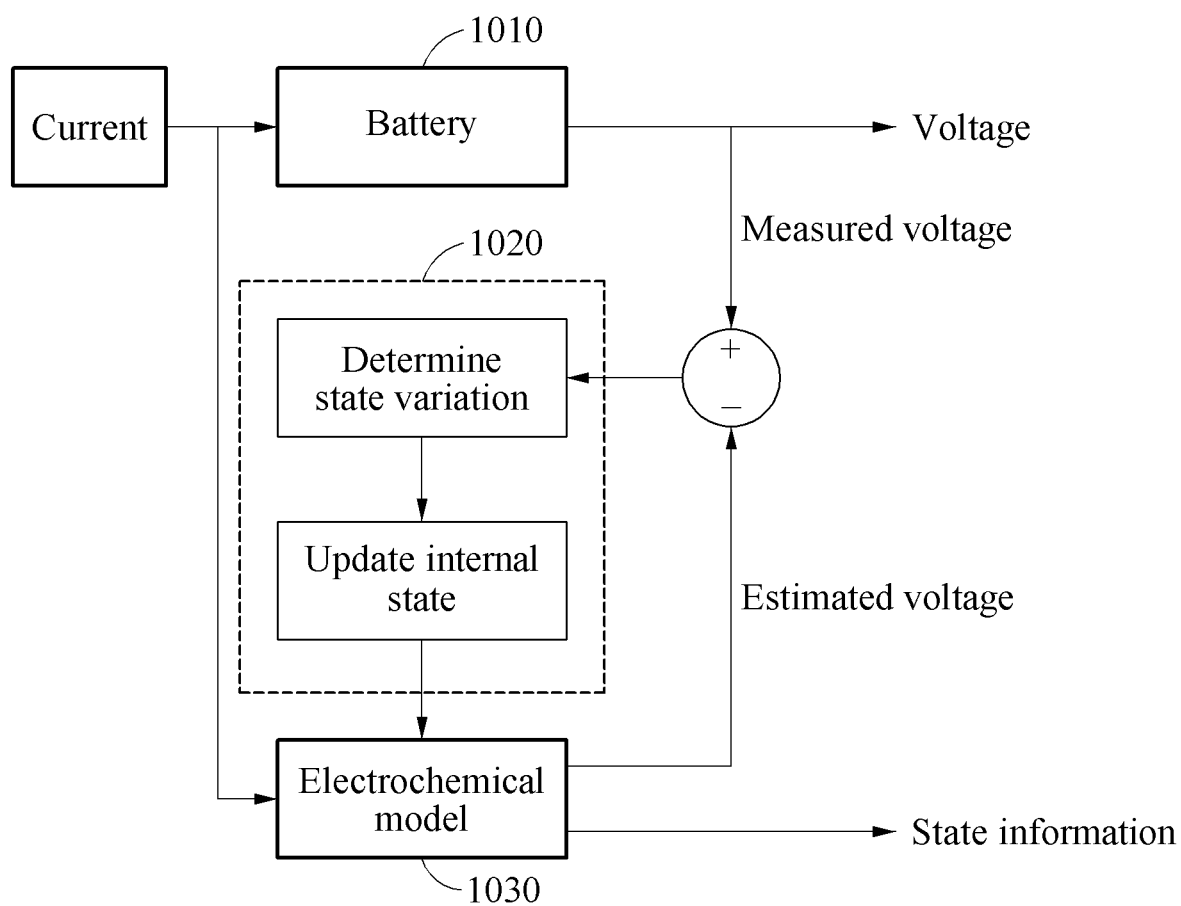 1010
Current
Battery
Voltage
Measured voltage
1020
+
Determine
state variation
−
Update internal
state
Estimated voltage
Electrochemical
model
State information
1030